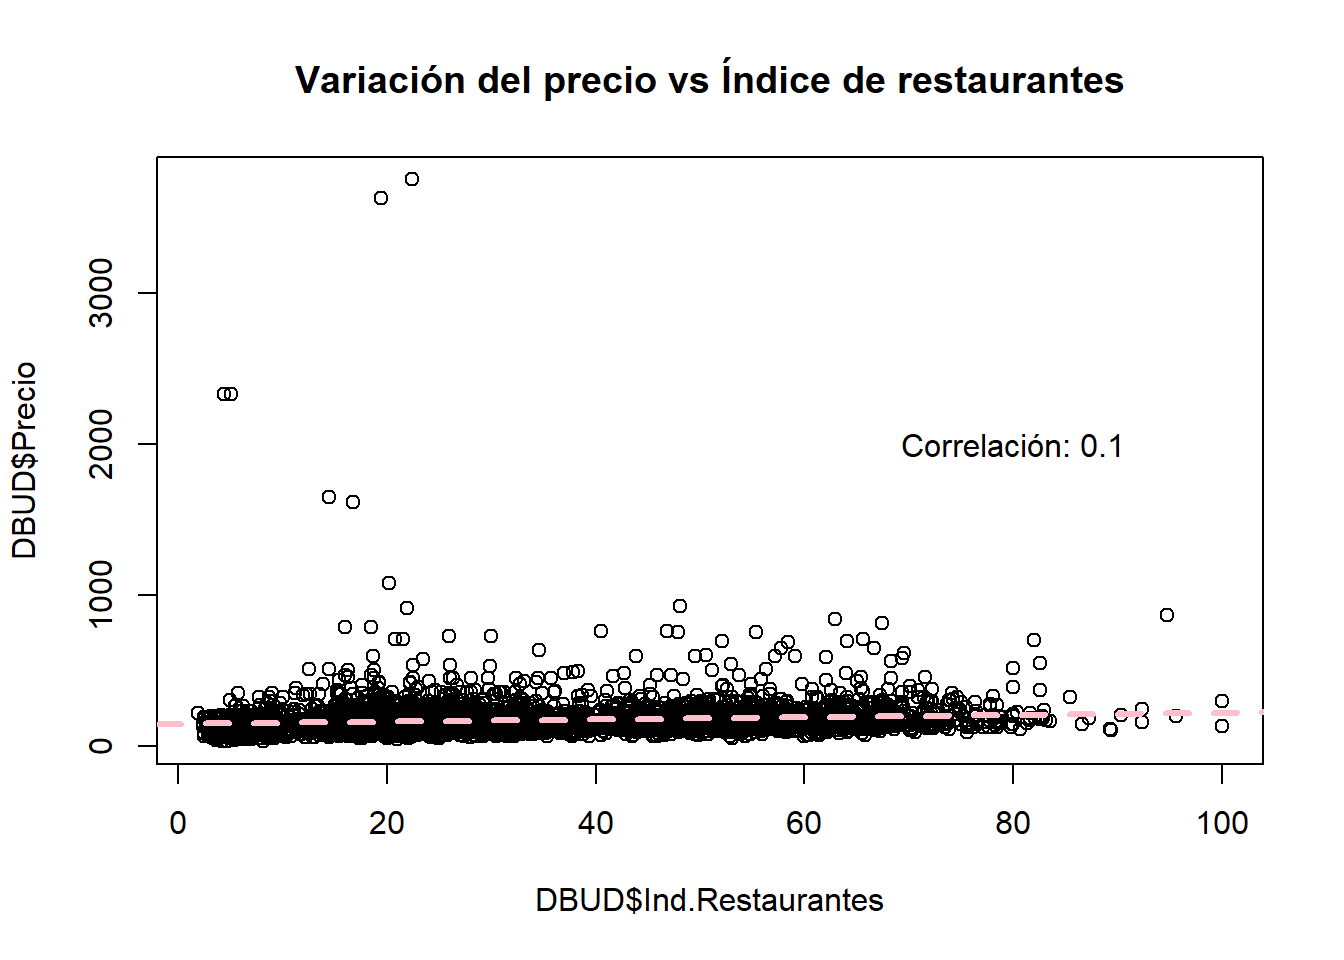 Variación del precio vs Índice de restaurantes
DBUD$Precio
3000
2000
1000
0
Correlación: 0.1
0 20 40 60 80 100
DBUD$Ind.Restaurantes